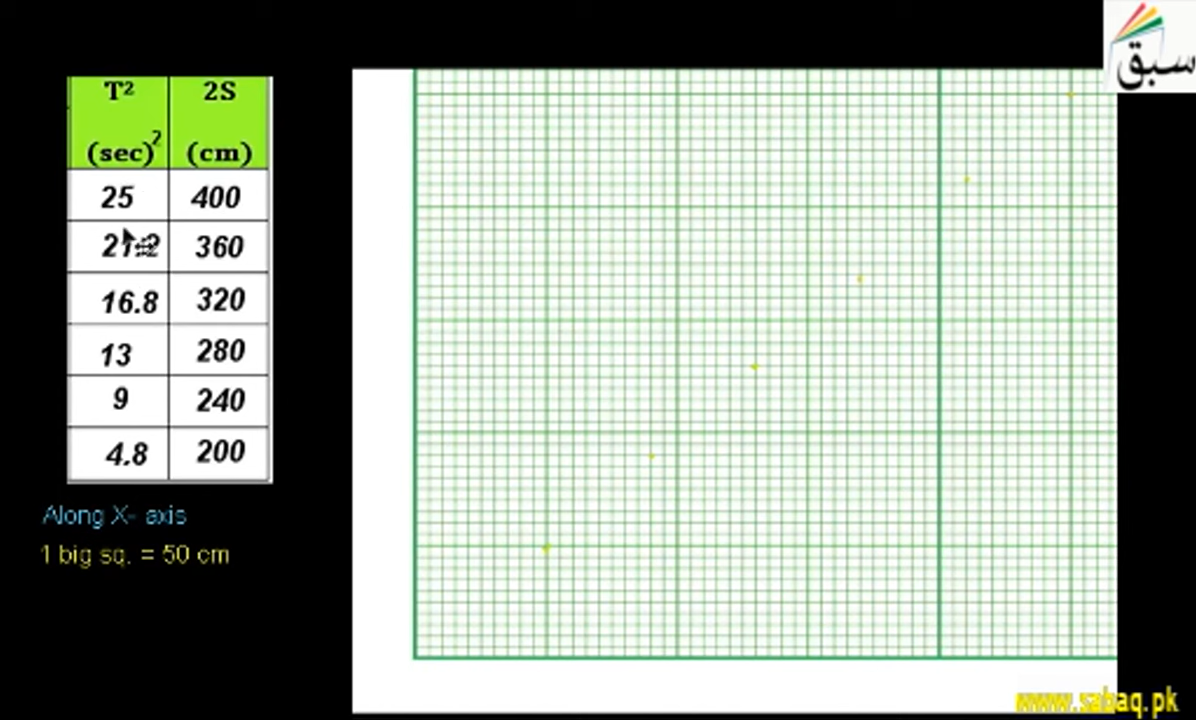 سبق
T² 2S
(sec)² (cm)
25 400
360
16.8 320
13 280
9 240
4.8 200
Along X- axis
1 big sq. = 50 cm
www.sabaq.pk